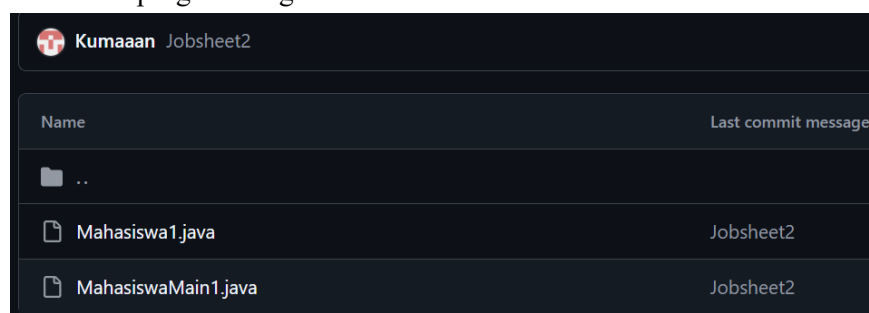 Kumaaan Jobsheet2
Name Last commit message
..
Mahasiswa1.java Jobsheet2
MahasiswaMain1.java Jobsheet2